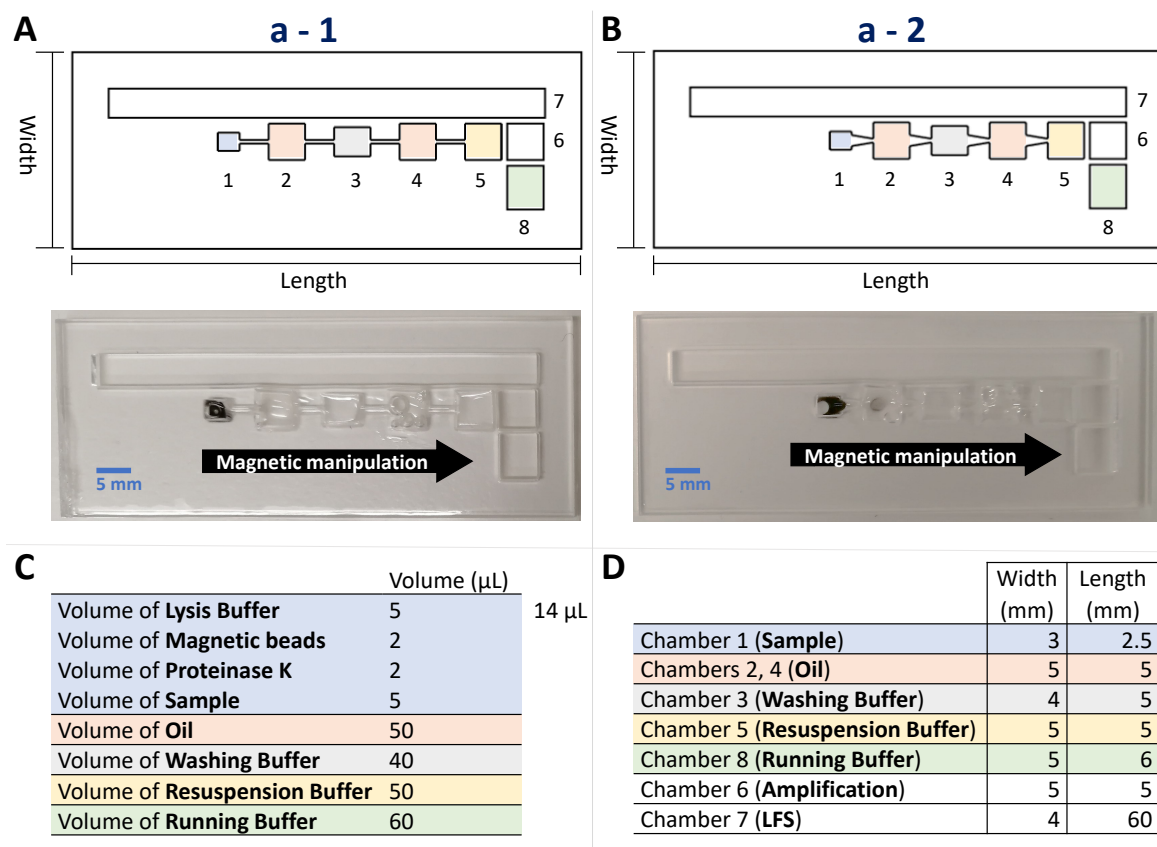 A
a - 1
Width
7
6
1
2
3
4
5
8
Length
Magnetic manipulation
5 mm
B
a - 2
Width
7
6
1
2
3
4
5
8
Length
Magnetic manipulation
5 mm
C
Volume (µL)
Volume of Lysis Buffer 5 14 µL
Volume of Magnetic beads 2
Volume of Proteinase K 2
Volume of Sample 5
Volume of Oil 50
Volume of Washing Buffer 40
Volume of Resuspension Buffer 50
Volume of Running Buffer 60
D
Width (mm) Length (mm)
Chamber 1 (Sample) 3 2.5
Chambers 2, 4 (Oil) 5 5
Chamber 3 (Washing Buffer) 4 5
Chamber 5 (Resuspension Buffer) 5 5
Chamber 8 (Running Buffer) 5 6
Chamber 6 (Amplification) 5 5
Chamber 7 (LFS) 4 60